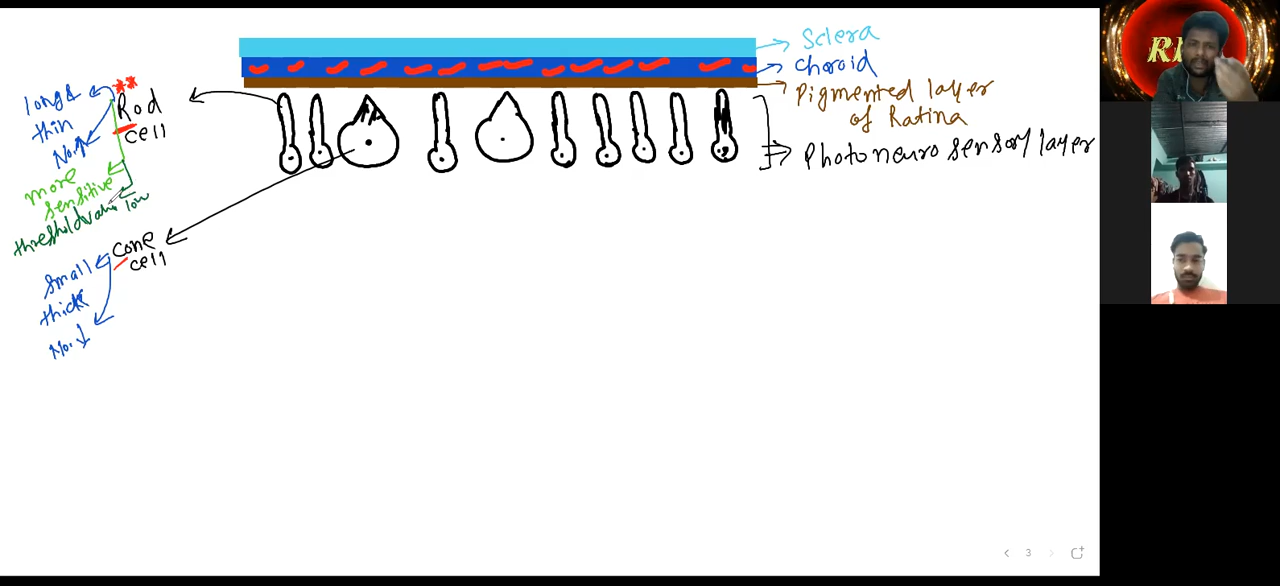 Sclera
choroid
Pigmented layer
of Ratina
Photoneuro sensory layer
**
Rod
cell
long &
thin
No.↑
more
sensitive
threshold value low
Cone
cell
small
thick
No.↓
3